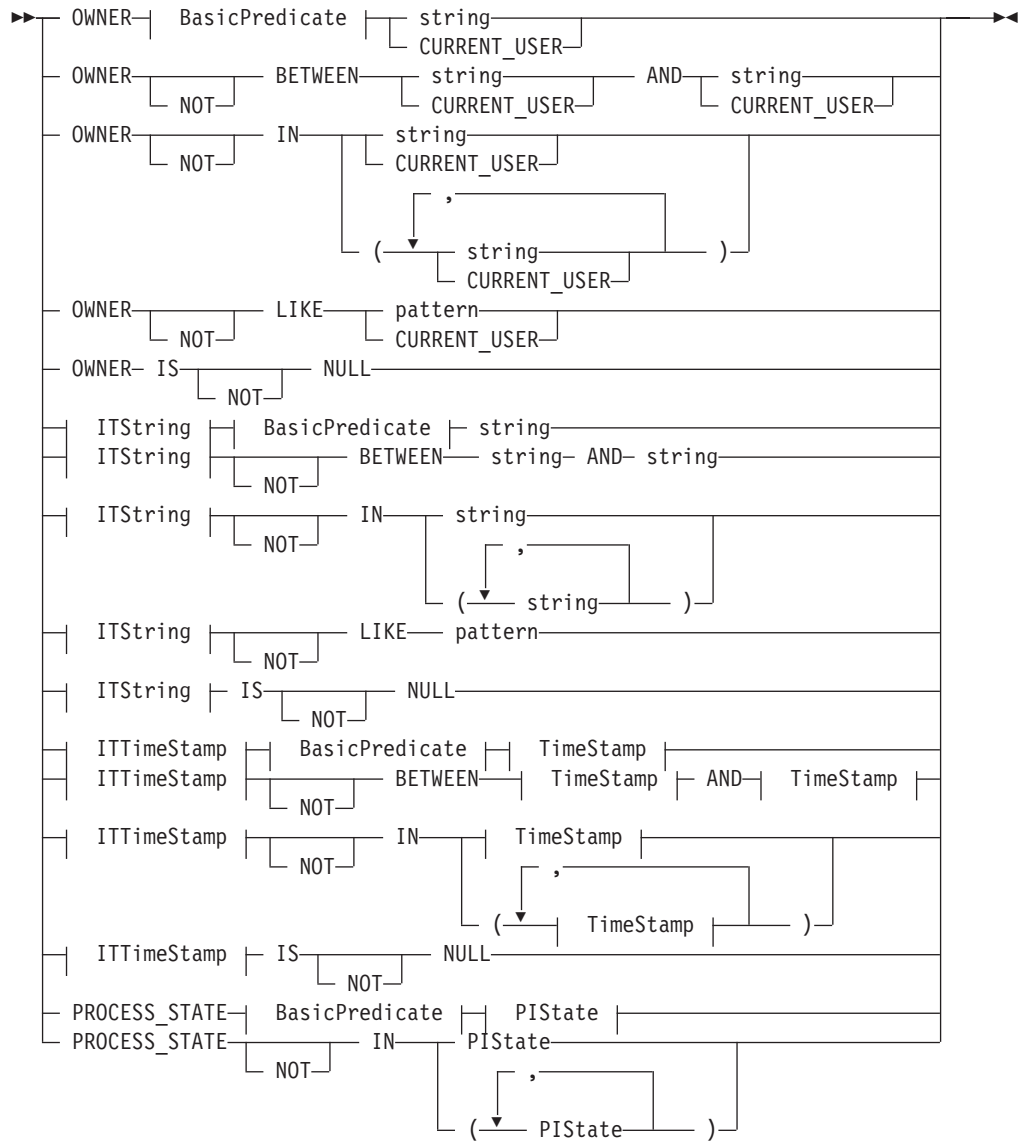 OWNER BasicPredicate string
CURRENT_USER
OWNER BETWEEN string AND string
NOT CURRENT_USER CURRENT_USER
OWNER IN string
NOT CURRENT_USER
,
( string )
CURRENT_USER
OWNER LIKE pattern
NOT CURRENT_USER
OWNER IS NULL
NOT
ITString BasicPredicate string
ITString BETWEEN string AND string
NOT
ITString IN string
NOT ,
( string )
ITString LIKE pattern
NOT
ITString IS NULL
NOT
ITTimeStamp BasicPredicate TimeStamp
ITTimeStamp BETWEEN TimeStamp AND TimeStamp
NOT
ITTimeStamp IN TimeStamp
NOT ,
( TimeStamp )
ITTimeStamp IS NULL
NOT
PROCESS_STATE BasicPredicate PIState
PROCESS_STATE IN PIState
NOT ,
( PIState )